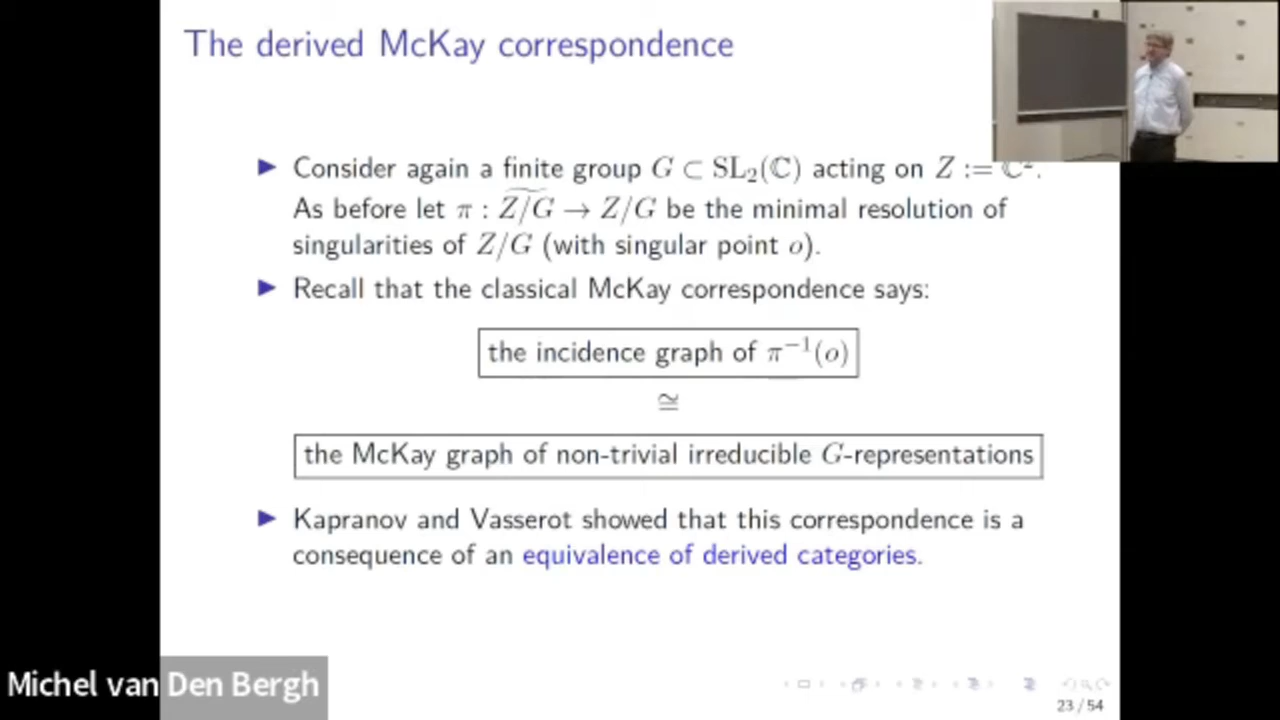 The derived McKay correspondence
▶ Consider again a finite group G ⊂ SL₂(ℂ) acting on Z := ℂ².
As before let π : \widetilde{Z/G} → Z/G be the minimal resolution of
singularities of Z/G (with singular point o).
▶ Recall that the classical McKay correspondence says:
the incidence graph of π⁻¹(o)
≅
the McKay graph of non-trivial irreducible G-representations
▶ Kapranov and Vasserot showed that this correspondence is a
consequence of an equivalence of derived categories.
Michel van Den Bergh
23 / 54